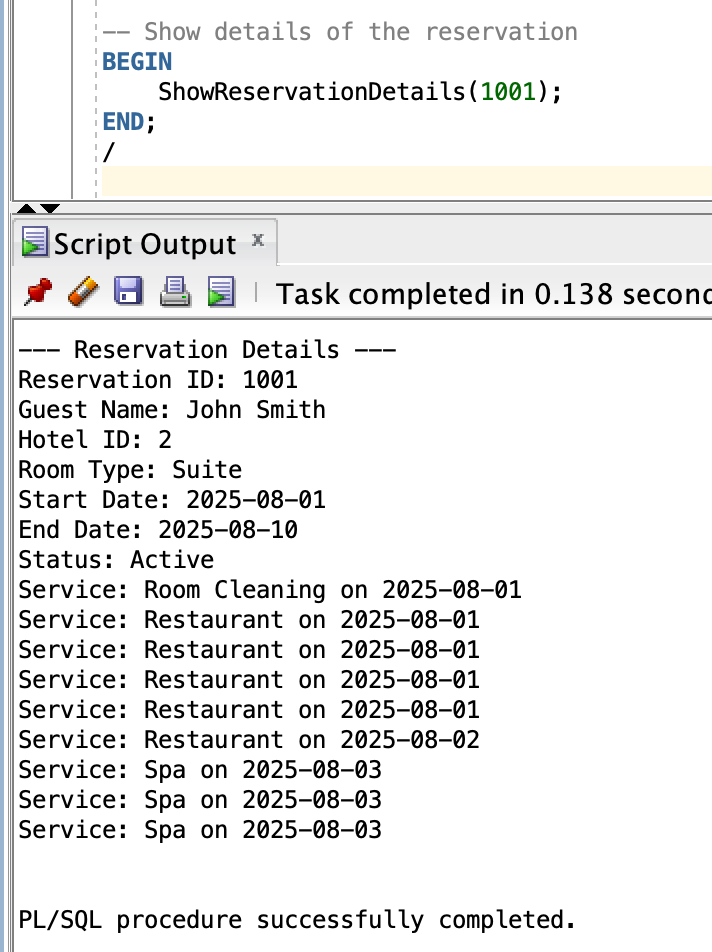 -- Show details of the reservation
BEGIN
ShowReservationDetails(1001);
END;
/
Script Output x
Task completed in 0.138
--- Reservation Details ---
Reservation ID: 1001
Guest Name: John Smith
Hotel ID: 2
Room Type: Suite
Start Date: 2025-08-01
End Date: 2025-08-10
Status: Active
Service: Room Cleaning on 2025-08-01
Service: Restaurant on 2025-08-01
Service: Restaurant on 2025-08-01
Service: Restaurant on 2025-08-01
Service: Restaurant on 2025-08-01
Service: Restaurant on 2025-08-02
Service: Spa on 2025-08-03
Service: Spa on 2025-08-03
Service: Spa on 2025-08-03
PL/SQL procedure successfully completed.